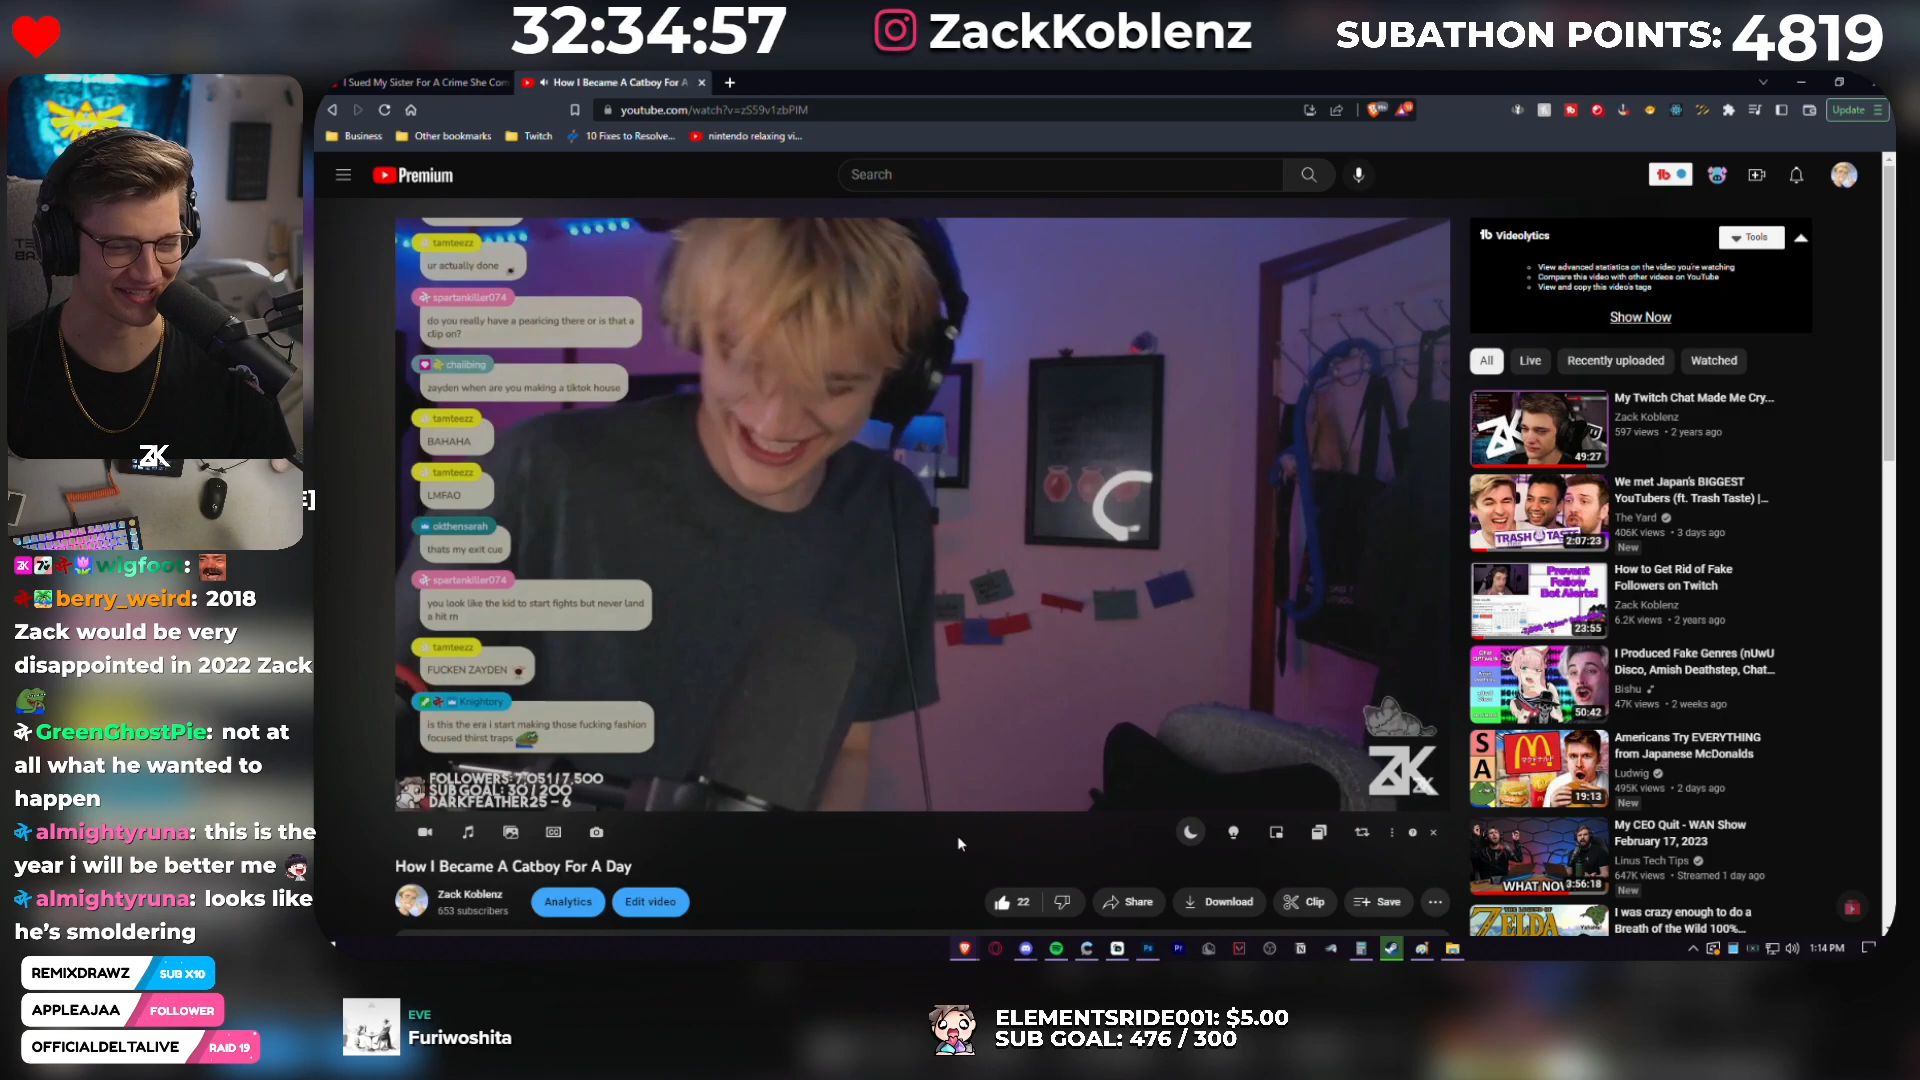 32:34:57
ZackKoblenz
SUBATHON POINTS: 4819
I Sued My Sister For A Crime She Com
How I Became A Catboy For A
youtube.com/watch?v=zS59v1zbPIM
Update
Business
Other bookmarks
Twitch
10 Fixes to Resolve...
nintendo relaxing vi...
Premium
Search
tamteezz
ur actually done
spartankiller074
do you really have a pearicing there or is that a
clip on?
chaiibing
zayden when are you making a tiktok house
tamteezz
BAHAHA
tamteezz
LMFAO
okthensarah
thats my exit cue
spartankiller074
you look like the kid to start fights but never land
a hit rn
tamteezz
FUCKEN ZAYDEN
Knightory
is this the era i start making those fucking fashion
focused thirst traps
FOLLOWERS: 7,051/7,500
SUB GOAL: 30/200
DARKFEATHER25 - 6
ZK
How I Became A Catboy For A Day
Zack Koblenz
653 subscribers
Analytics
Edit video
22
Share
Download
Clip
Save
Videolytics
Tools
View advanced statistics on the video you're watching
Compare this video with other videos on YouTube
View and copy this video's tags
Show Now
All
Live
Recently uploaded
Watched
My Twitch Chat Made Me Cry...
Zack Koblenz
597 views • 2 years ago
49:27
We met Japan's BIGGEST
YouTubers (ft. Trash Taste) |...
The Yard
406K views • 3 days ago
New
TRASH TASTE
2:07:23
How to Get Rid of Fake
Followers on Twitch
Zack Koblenz
6.2K views • 2 years ago
Prevent
Follow
Bot Alerts!
23:55
I Produced Fake Genres (nUwU
Disco, Amish Deathstep, Chat...
Bishu
47K views • 2 weeks ago
50:42
Americans Try EVERYTHING
from Japanese McDonalds
Ludwig
495K views • 2 days ago
New
S
A
19:13
My CEO Quit - WAN Show
February 17, 2023
Linus Tech Tips
647K views • Streamed 1 day ago
New
WHAT NO
3:56:18
I was crazy enough to do a
Breath of the Wild 100%...
ZELDA
1:14 PM
ZK
E]
wigfoot:
berry_weird: 2018
Zack would be very
disappointed in 2022 Zack
GreenGhostPie: not at
all what he wanted to
happen
almightyruna: this is the
year i will be better me
almightyruna: looks like
he's smoldering
REMIXDRAWZ SUB X10
APPLEAJAA FOLLOWER
OFFICIALDELTALIVE RAID 19
EVE
Furiwoshita
ELEMENTSRIDE001: $5.00
SUB GOAL: 476 / 300